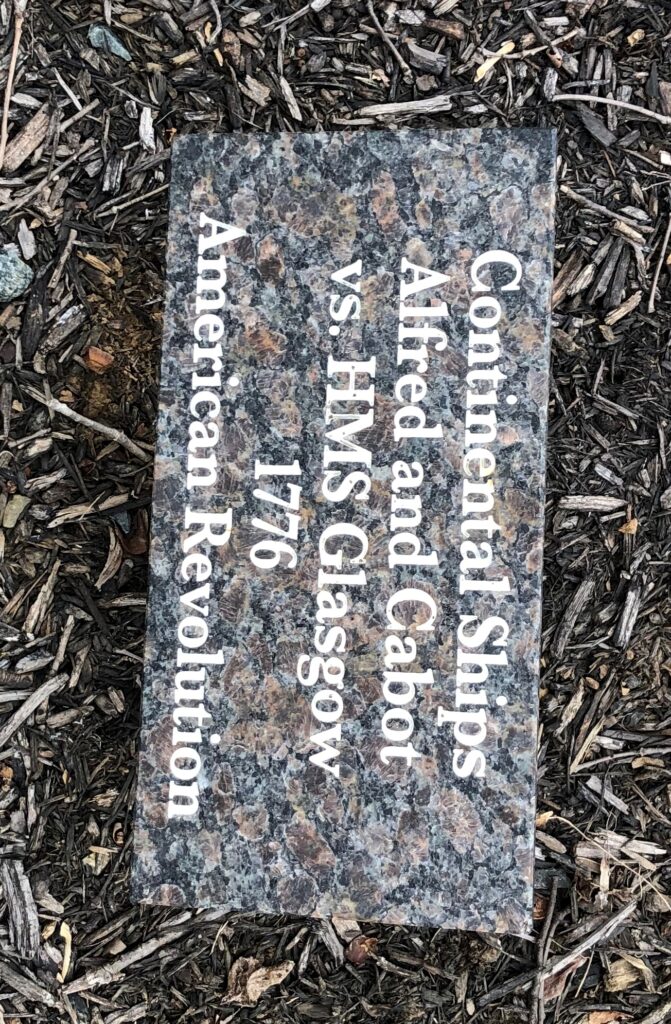 Continental Ships
Alfred and Cabot
vs. HMS Glasgow
1776
American Revolution